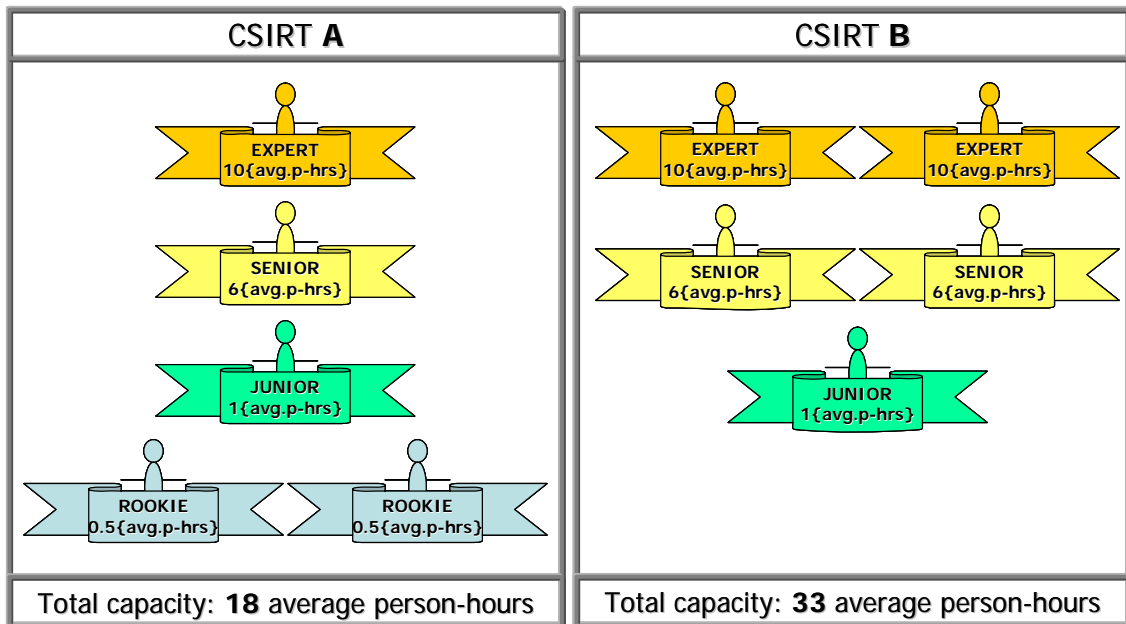 CSIRT A
EXPERT
10{avg.p-hrs}
SENIOR
6{avg.p-hrs}
JUNIOR
1{avg.p-hrs}
ROOKIE
0.5{avg.p-hrs}
ROOKIE
0.5{avg.p-hrs}
Total capacity: 18 average person-hours
CSIRT B
EXPERT
10{avg.p-hrs}
EXPERT
10{avg.p-hrs}
SENIOR
6{avg.p-hrs}
SENIOR
6{avg.p-hrs}
JUNIOR
1{avg.p-hrs}
Total capacity: 33 average person-hours